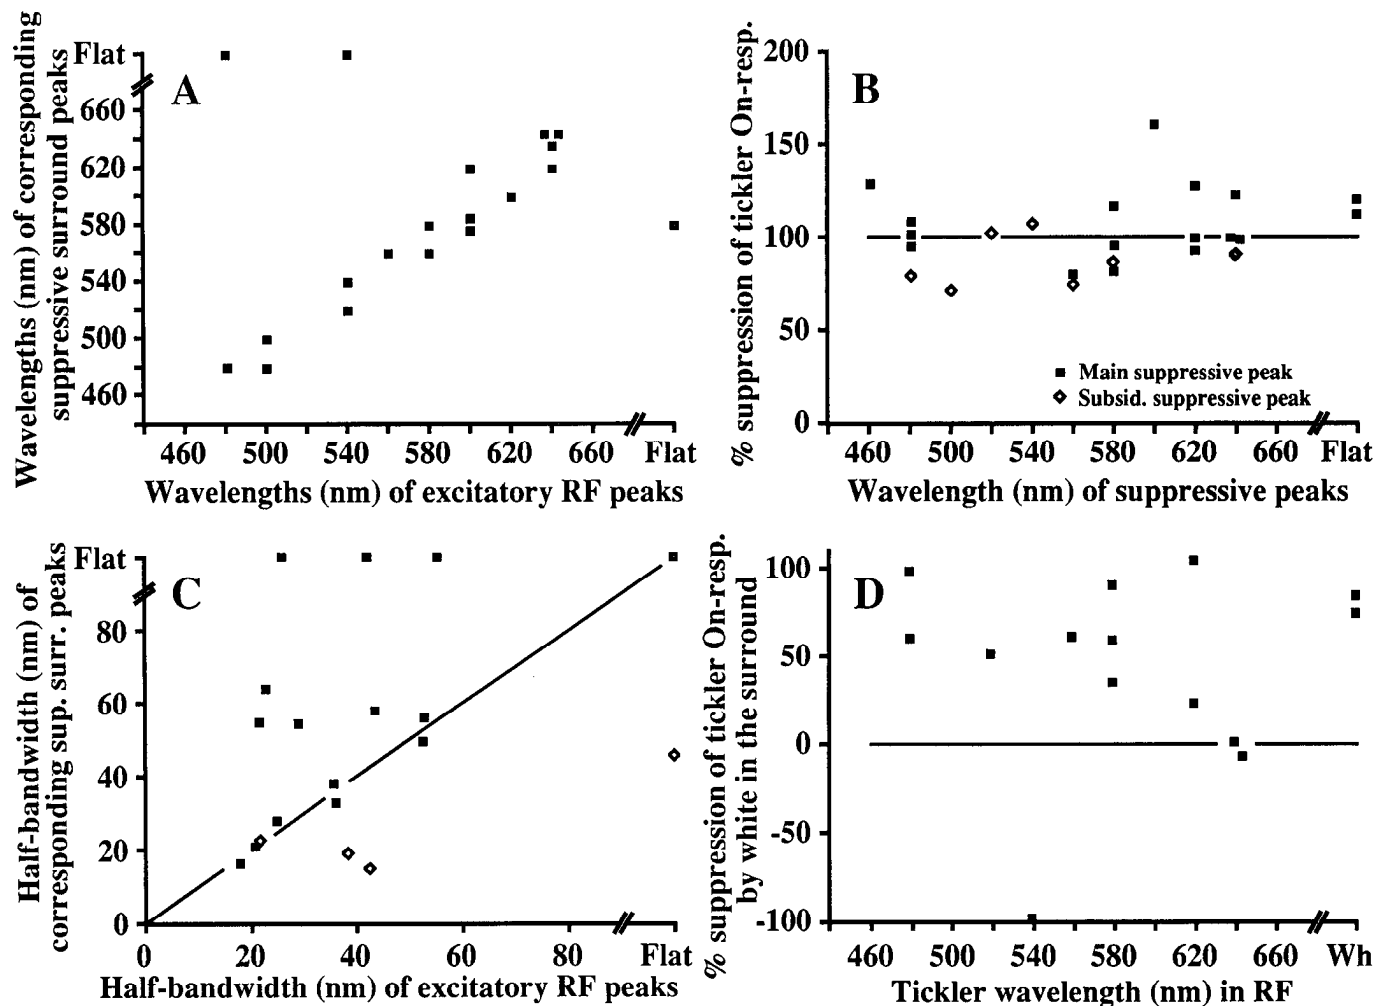 Wavelengths (nm) of corresponding
suppressive surround peaks
Flat
660
620
580
540
500
460
A
460 500 540 580 620 660 Flat
Wavelengths (nm) of excitatory RF peaks
% suppression of tickler On-resp.
200
150
100
50
0
B
Main suppressive peak
Subsid. suppressive peak
460 500 540 580 620 660 Flat
Wavelength (nm) of suppressive peaks
Half-bandwidth (nm) of
corresponding sup. surr. peaks
Flat
80
60
40
20
0
C
0 20 40 60 80 Flat
Half-bandwidth (nm) of excitatory RF peaks
% suppression of tickler On-resp.
by white in the surround
100
50
0
-50
-100
D
460 500 540 580 620 660 Wh
Tickler wavelength (nm) in RF